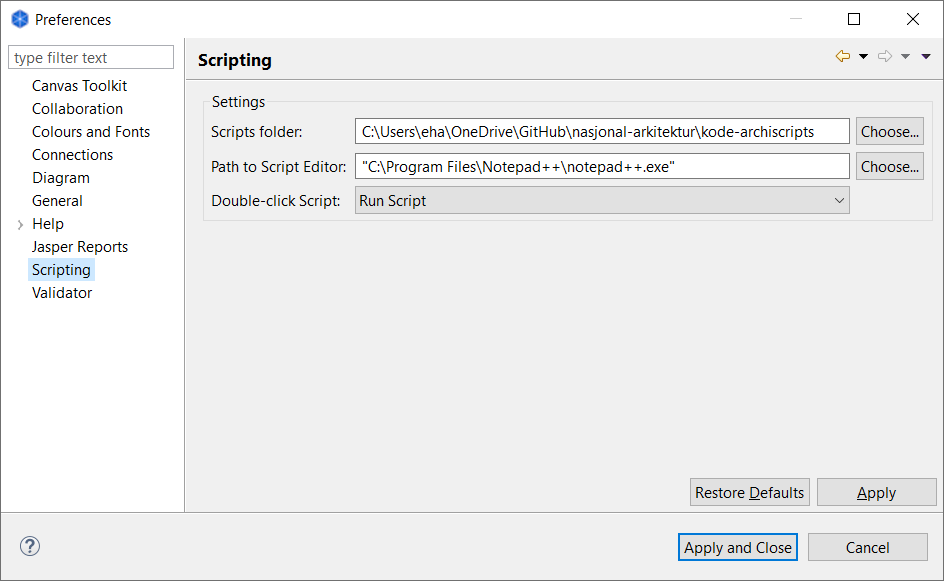 Preferences
type filter text
Canvas Toolkit
Collaboration
Colours and Fonts
Connections
Diagram
General
Help
Jasper Reports
Scripting
Validator
Scripting
Settings
Scripts folder: C:\Users\eha\OneDrive\GitHub\nasjonal-arkitektur\kode-archiscripts Choose...
Path to Script Editor: "C:\Program Files\Notepad++\notepad++.exe" Choose...
Double-click Script: Run Script
Restore Defaults Apply
? Apply and Close Cancel